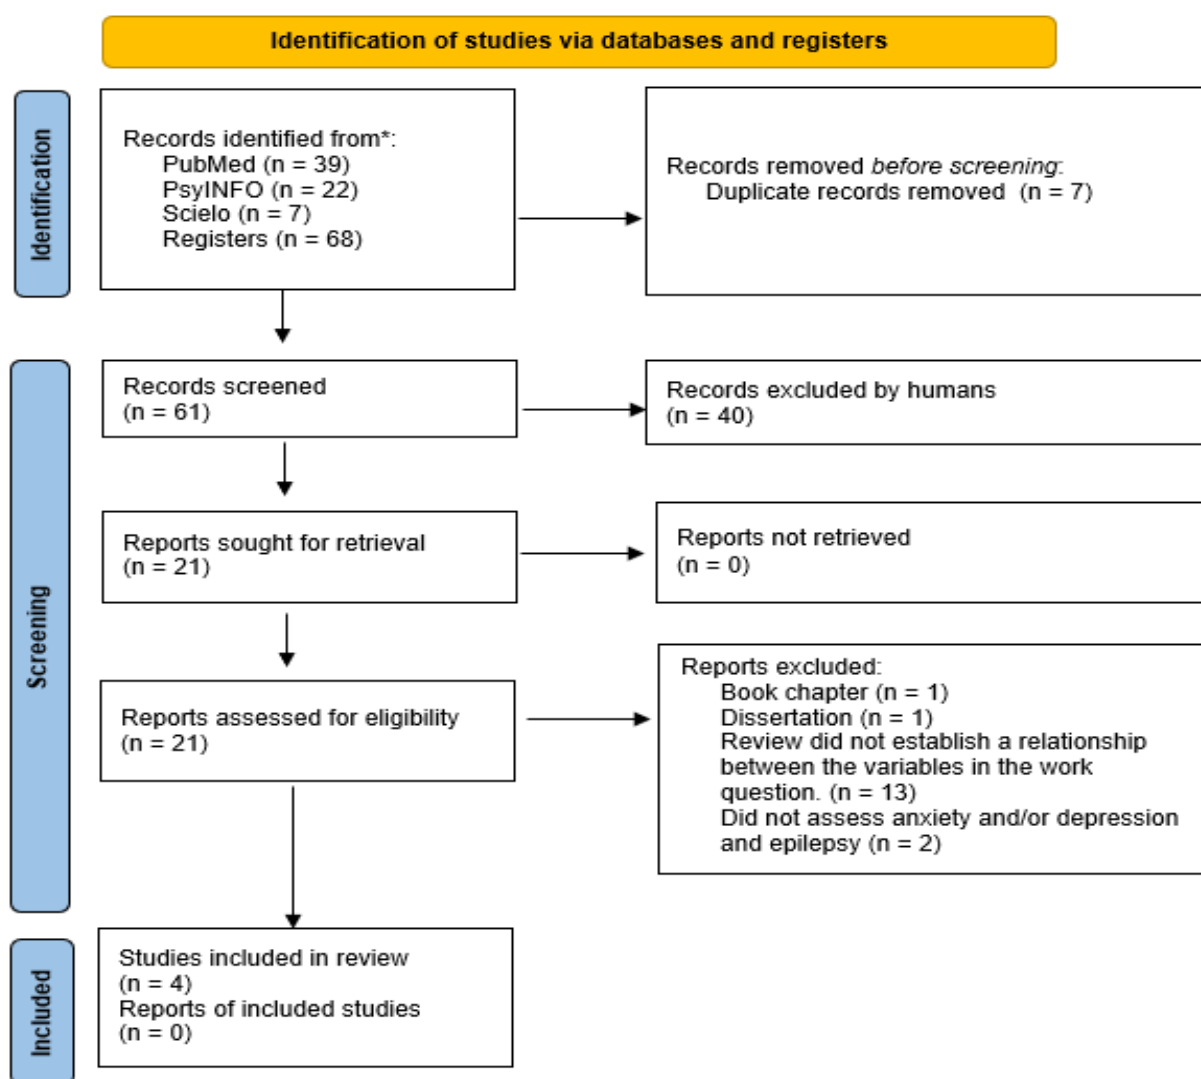 Identification of studies via databases and registers
Identification
Records identified from*:
PubMed (n = 39)
PsyINFO (n = 22)
Scielo (n = 7)
Registers (n = 68)
Records removed before screening:
Duplicate records removed (n = 7)
Screening
Records screened
(n = 61)
Records excluded by humans
(n = 40)
Reports sought for retrieval
(n = 21)
Reports not retrieved
(n = 0)
Reports assessed for eligibility
(n = 21)
Reports excluded:
Book chapter (n = 1)
Dissertation (n = 1)
Review did not establish a relationship
between the variables in the work
question. (n = 13)
Did not assess anxiety and/or depression
and epilepsy (n = 2)
Included
Studies included in review
(n = 4)
Reports of included studies
(n = 0)